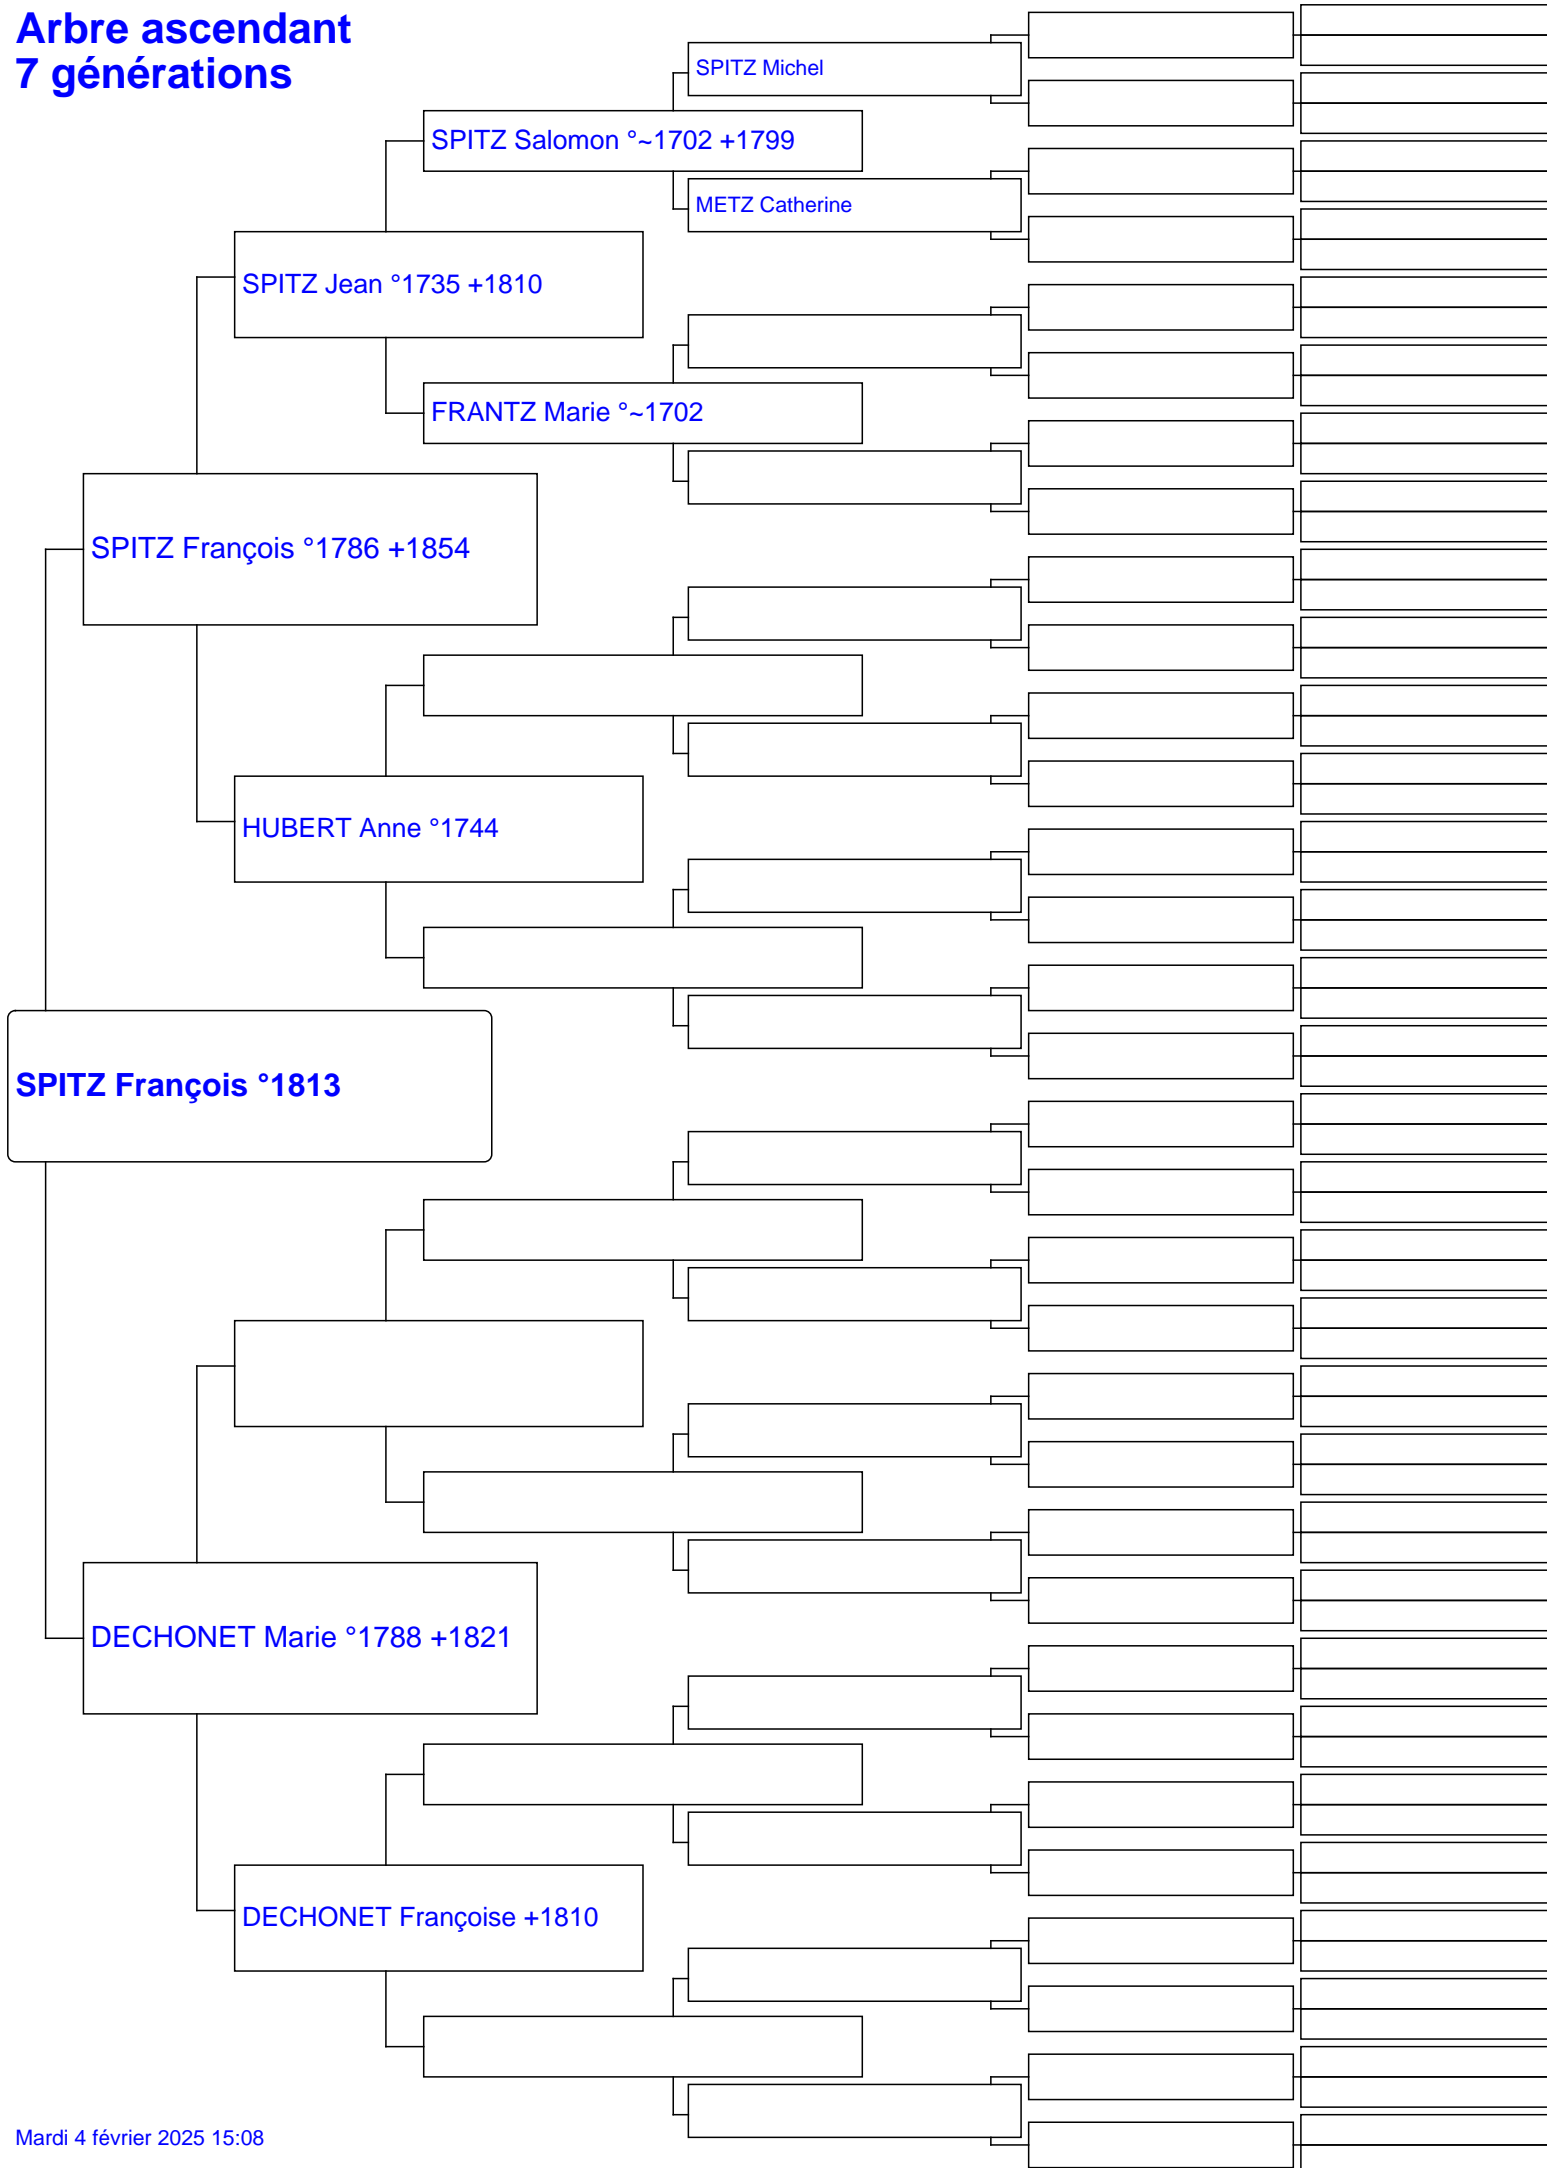 Arbre ascendant
7 générations
SPITZ Michel
SPITZ Salomon °~1702 +1799
METZ Catherine
SPITZ Jean °1735 +1810
FRANTZ Marie °~1702
SPITZ François °1786 +1854
HUBERT Anne °1744
SPITZ François °1813
DECHONET Marie °1788 +1821
DECHONET Françoise +1810
Mardi 4 février 2025 15:08